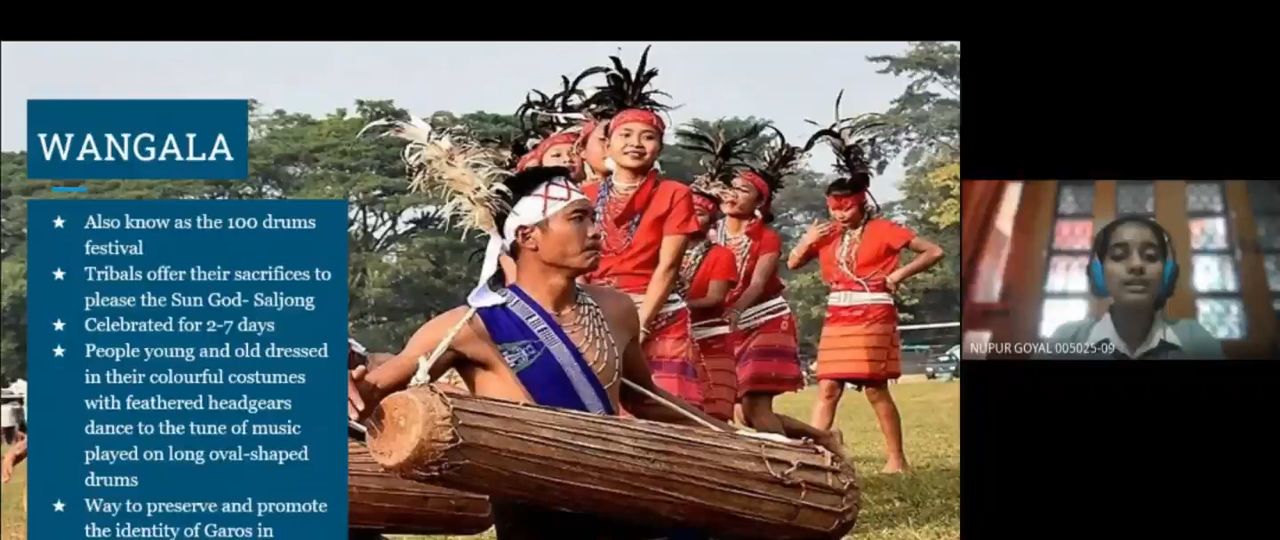 WANGALA
★ Also know as the 100 drums
festival
★ Tribals offer their sacrifices to
please the Sun God- Saljong
★ Celebrated for 2-7 days
★ People young and old dressed
in their colourful costumes
with feathered headgears
dance to the tune of music
played on long oval-shaped
drums
★ Way to preserve and promote
the identity of Garos in
NUPUR GOYAL 005025-09